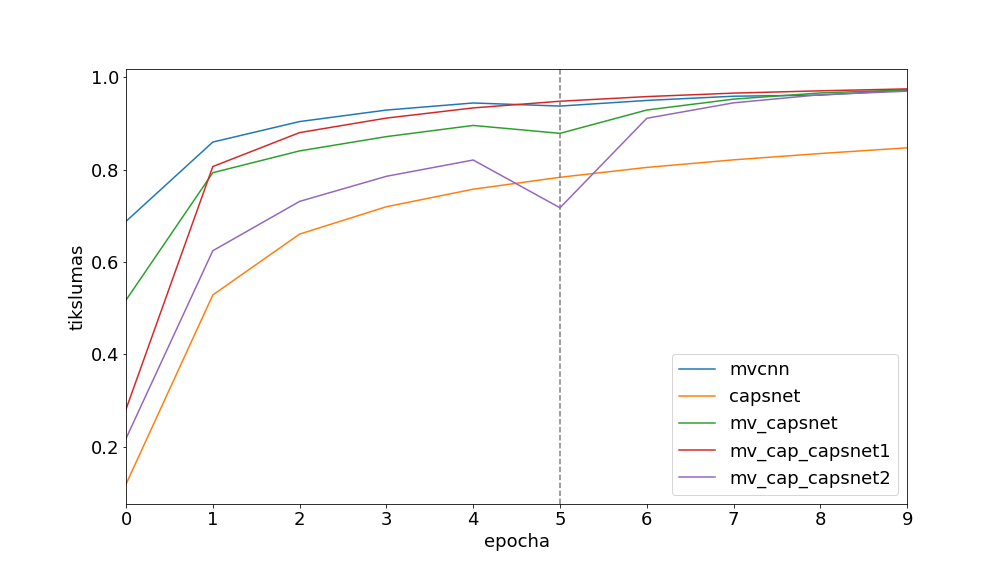 1.0
0.8
0.6
0.4
0.2
tikslumas
0 1 2 3 4 5 6 7 8 9
epocha
mvcnn
capsnet
mv_capsnet
mv_cap_capsnet1
mv_cap_capsnet2